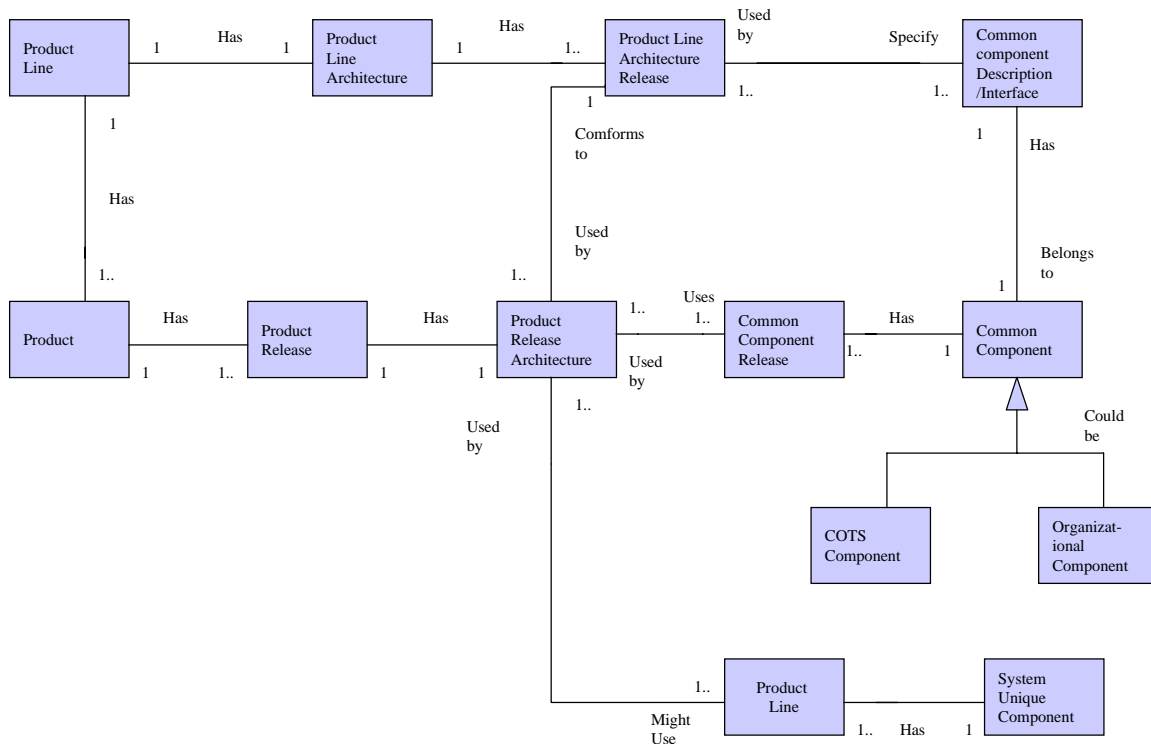 Product
Line
1
Has
1
Product
Line
Architecture
1
Has
1..
Product Line
Architecture
Release
Used
by
1..
Specify
1..
Common
component
Description
/Interface
1
Has
1..
1
Comforms
to
Used
by
1..
1
Has
Belongs
to
1
Product
Has
1
1..
Product
Release
Has
1
1
Product
Release
Architecture
1..
Uses
1..
Used
by
Common
Component
Release
Has
1..
1
Common
Component
Could
be
COTS
Component
Organizat-
ional
Component
Used
by
1..
1..
Might
Use
Product
Line
1..
Has
1
System
Unique
Component